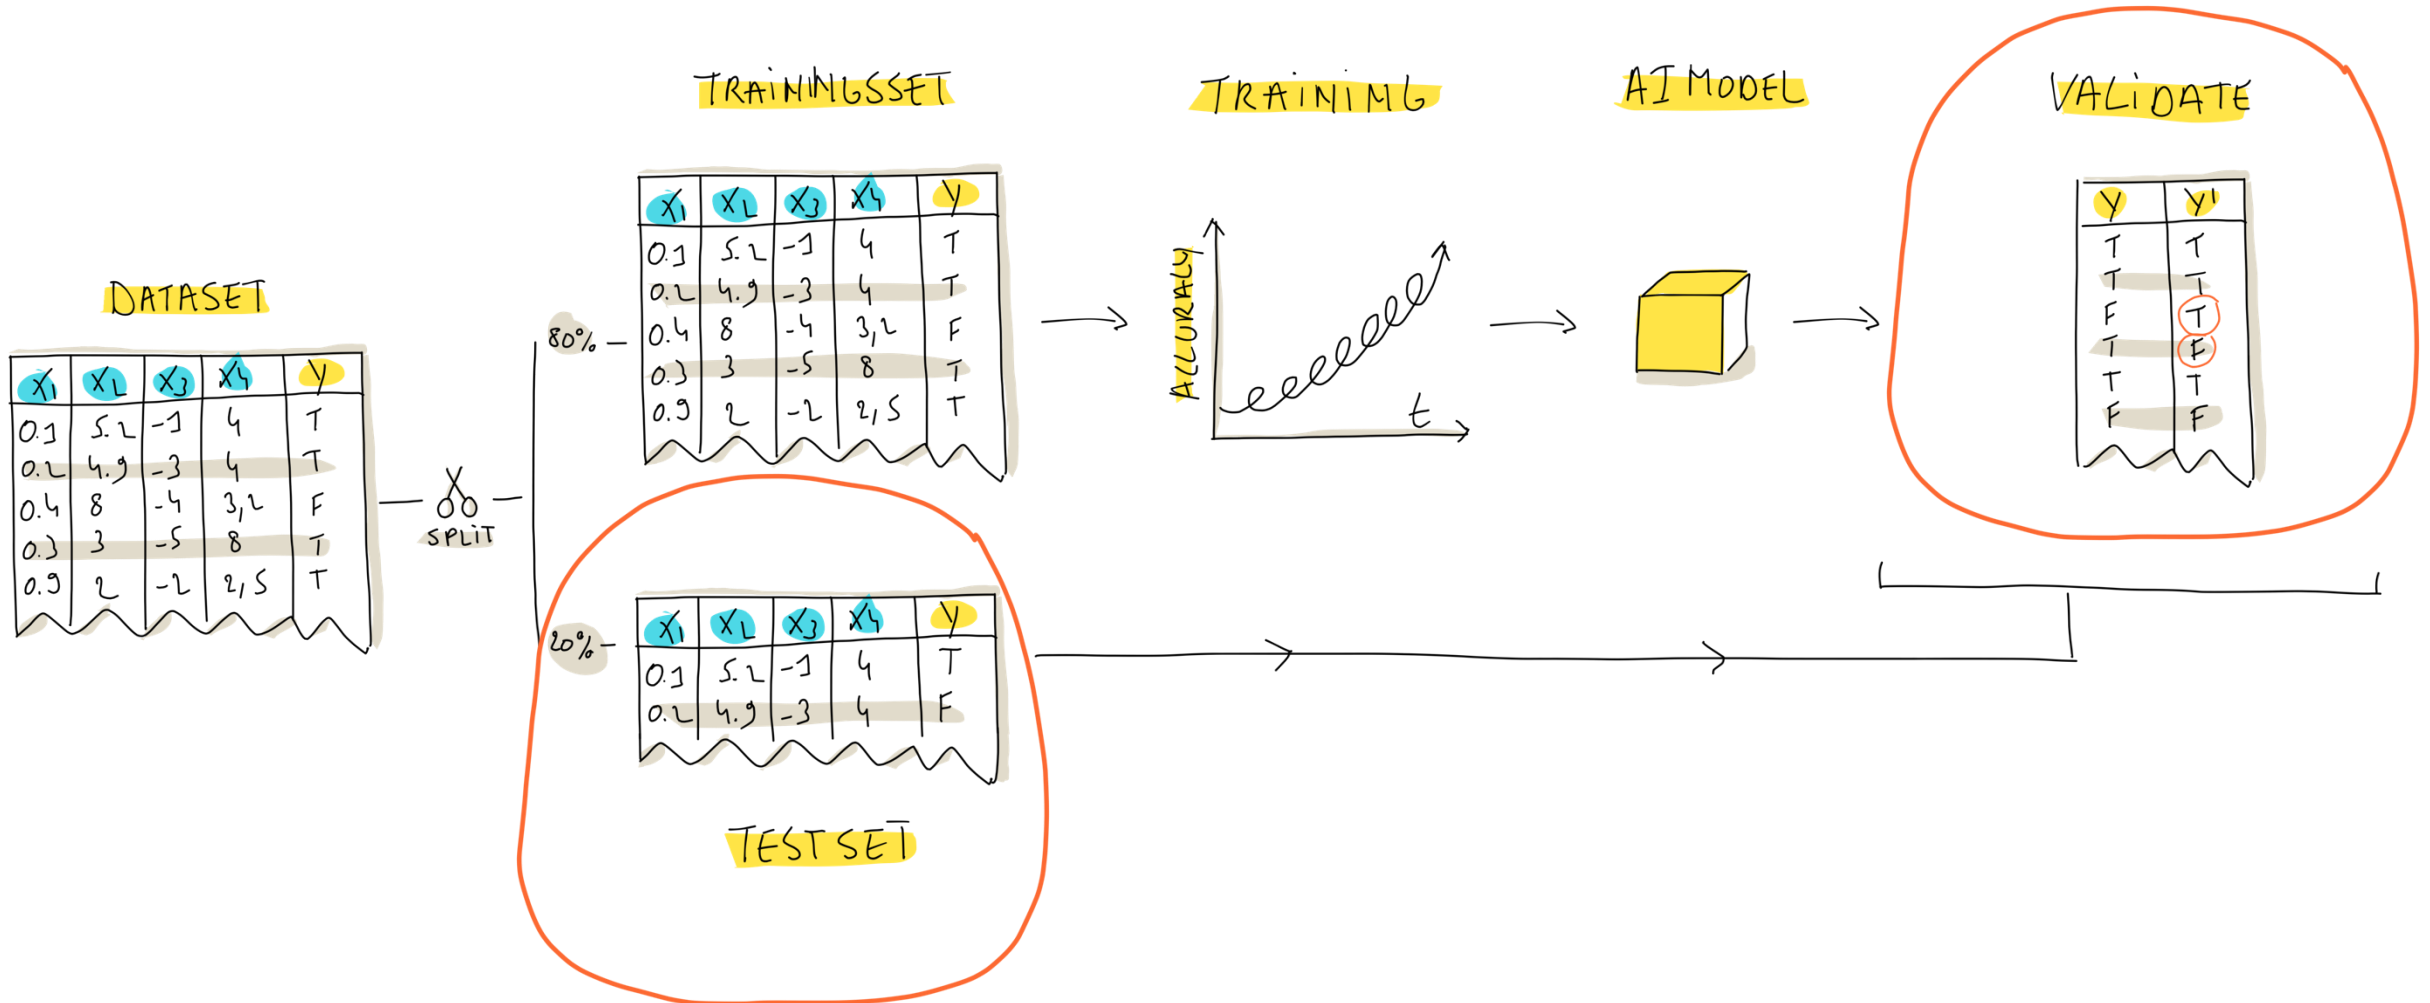 DATASET
X1 X2 X3 X4 Y
0.1 5.2 -1 4 T
0.2 4.9 -3 4 T
0.4 8 -4 3,2 F
0.3 3 -5 8 T
0.9 2 -2 2,5 T
SPLIT
80%
TRAININGSSET
X1 X2 X3 X4 Y
0.1 5.2 -1 4 T
0.2 4.9 -3 4 T
0.4 8 -4 3,2 F
0.3 3 -5 8 T
0.9 2 -2 2,5 T
20%
X1 X2 X3 X4 Y
0.1 5.2 -1 4 T
0.2 4.9 -3 4 F
TEST SET
TRAINING
ACCURACY
t
AI MODEL
VALIDATE
Y Y'
T T
T T
F T
T F
T T
F F